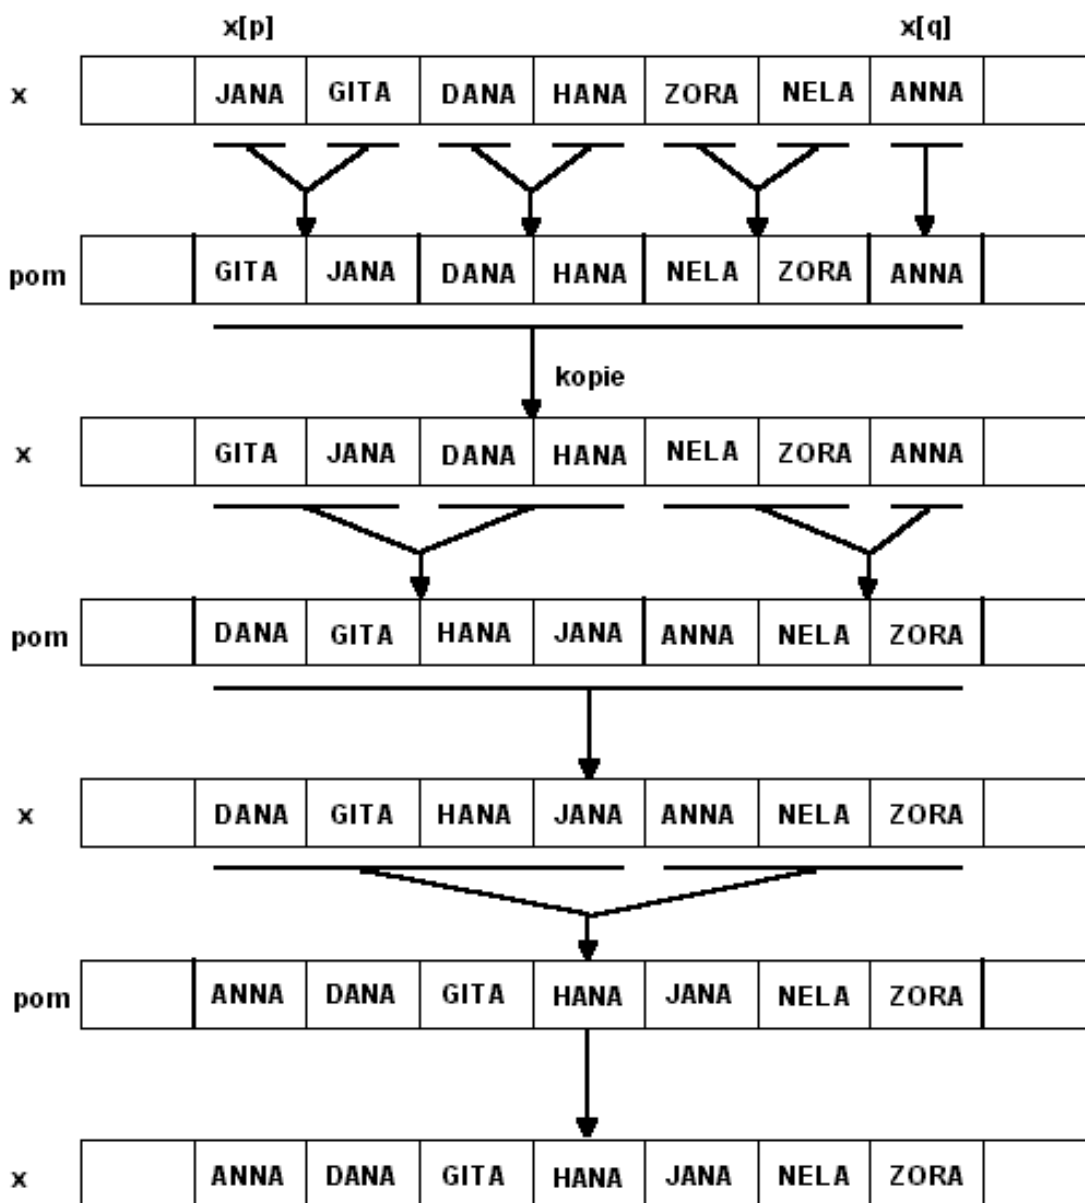 x[p] x[q]
x JANA GITA DANA HANA ZORA NELA ANNA
pom GITA JANA DANA HANA NELA ZORA ANNA
kopie
x GITA JANA DANA HANA NELA ZORA ANNA
pom DANA GITA HANA JANA ANNA NELA ZORA
x DANA GITA HANA JANA ANNA NELA ZORA
pom ANNA DANA GITA HANA JANA NELA ZORA
x ANNA DANA GITA HANA JANA NELA ZORA